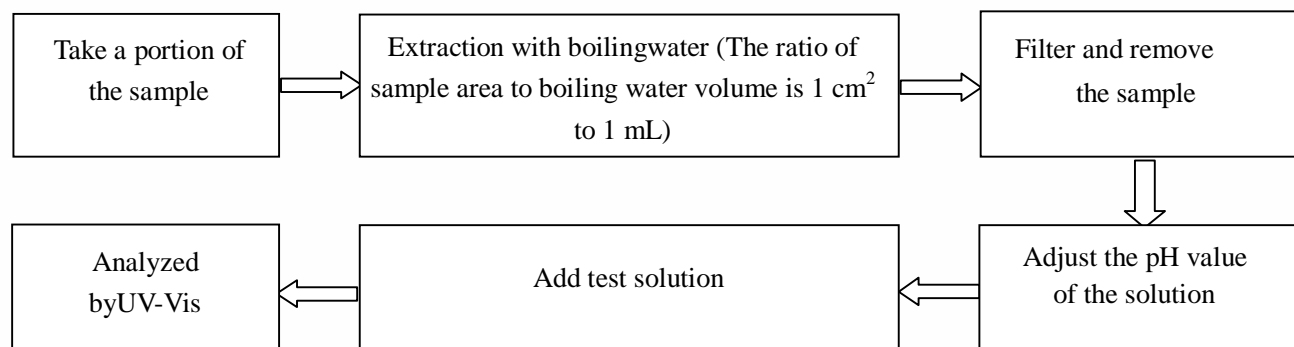 Take a portion of
the sample
Extraction with boilingwater (The ratio of
sample area to boiling water volume is 1 cm²
to 1 mL)
Filter and remove
the sample
Adjust the pH value
of the solution
Add test solution
Analyzed
byUV-Vis